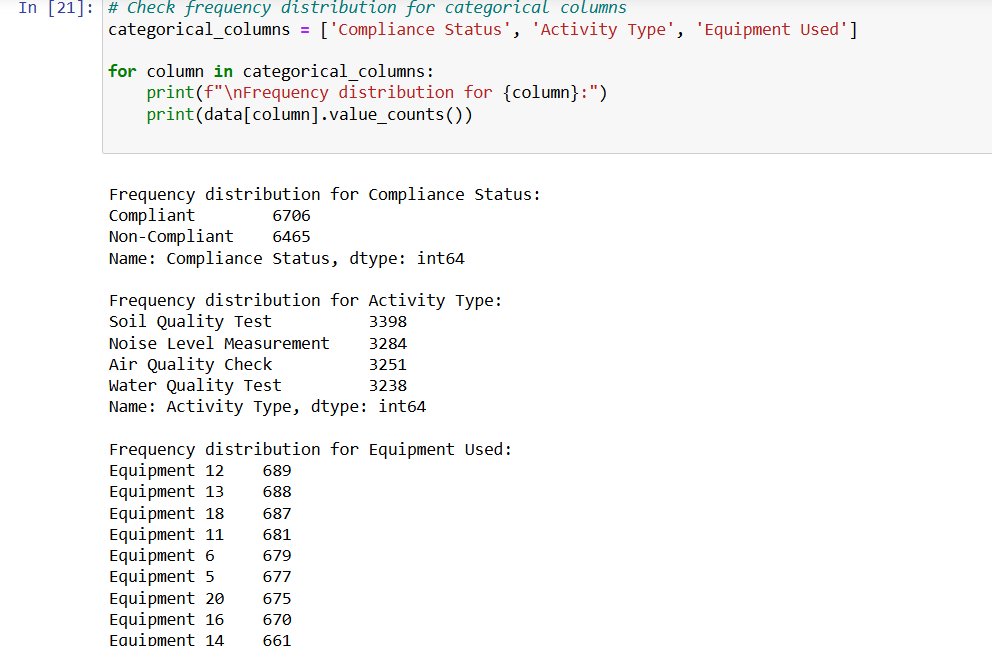 In [21]: # Check frequency distribution for categorical columns
categorical_columns = ['Compliance Status', 'Activity Type', 'Equipment Used']
for column in categorical_columns:
    print(f"\nFrequency distribution for {column}:")
    print(data[column].value_counts())
Frequency distribution for Compliance Status:
Compliant        6706
Non-Compliant    6465
Name: Compliance Status, dtype: int64
Frequency distribution for Activity Type:
Soil Quality Test          3398
Noise Level Measurement    3284
Air Quality Check          3251
Water Quality Test         3238
Name: Activity Type, dtype: int64
Frequency distribution for Equipment Used:
Equipment 12    689
Equipment 13    688
Equipment 18    687
Equipment 11    681
Equipment 6     679
Equipment 5     677
Equipment 20    675
Equipment 16    670
Equipment 14    661